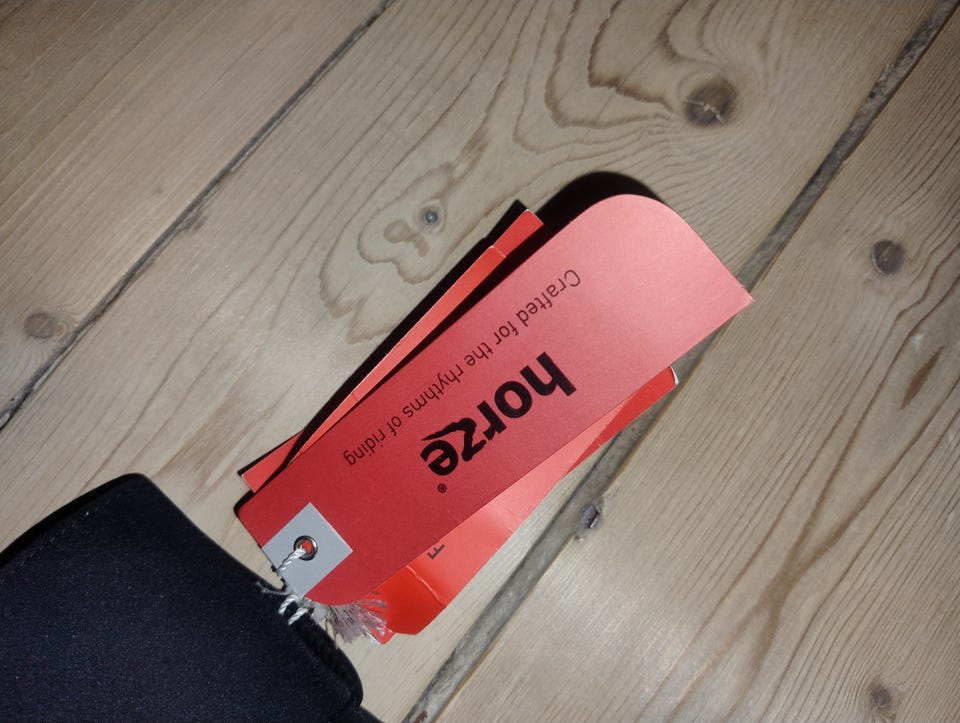 horze®
Crafted for the rhythms of riding